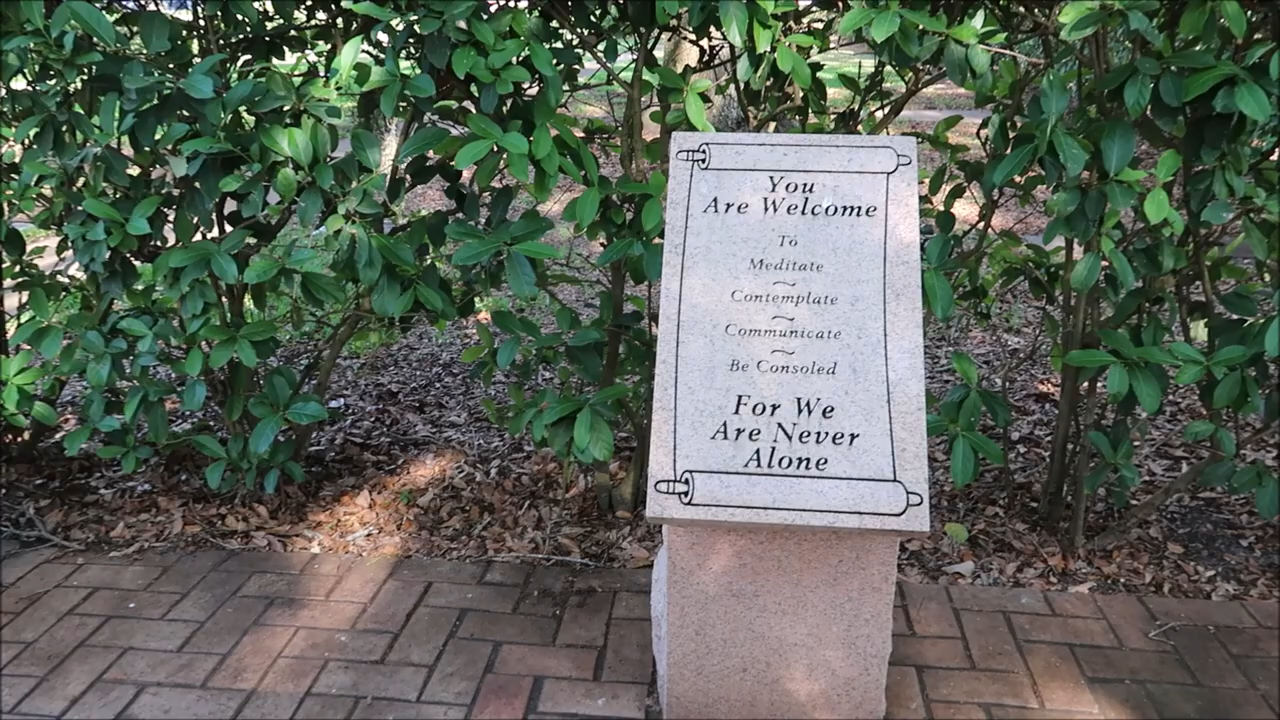 You
Are Welcome
To
Meditate
~
Contemplate
~
Communicate
~
Be Consoled
For We
Are Never
Alone